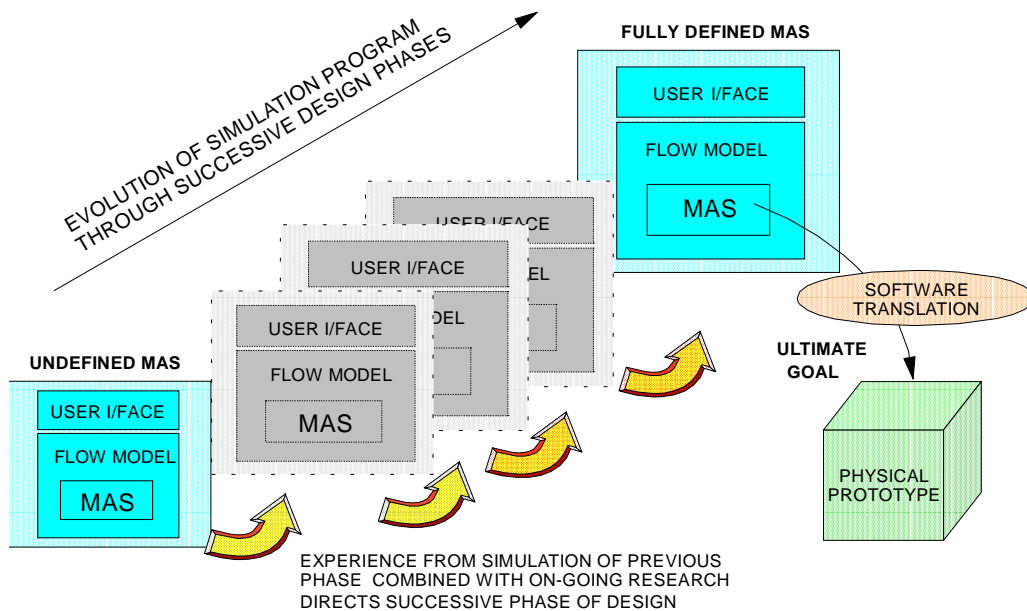 FULLY DEFINED MAS
EVOLUTION OF SIMULATION PROGRAM
THROUGH SUCCESSIVE DESIGN PHASES
USER I/FACE
FLOW MODEL
MAS
USER I/FACE
MODEL
USER I/FACE
MODEL
USER I/FACE
FLOW MODEL
MAS
UNDEFINED MAS
USER I/FACE
FLOW MODEL
MAS
SOFTWARE
TRANSLATION
ULTIMATE
GOAL
PHYSICAL
PROTOTYPE
EXPERIENCE FROM SIMULATION OF PREVIOUS
PHASE COMBINED WITH ON-GOING RESEARCH
DIRECTS SUCCESSIVE PHASE OF DESIGN